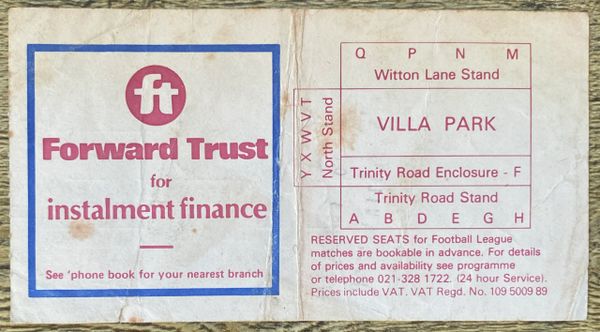 ft
Forward Trust
for
instalment finance
See 'phone book for your nearest branch
Q P N M
Witton Lane Stand
Y X W V T
North Stand
VILLA PARK
Trinity Road Enclosure - F
Trinity Road Stand
A B D E G H
RESERVED SEATS for Football League
matches are bookable in advance. For details
of prices and availability see programme
or telephone 021-328 1722. (24 hour Service).
Prices include VAT. VAT Regd. No. 109 5009 89